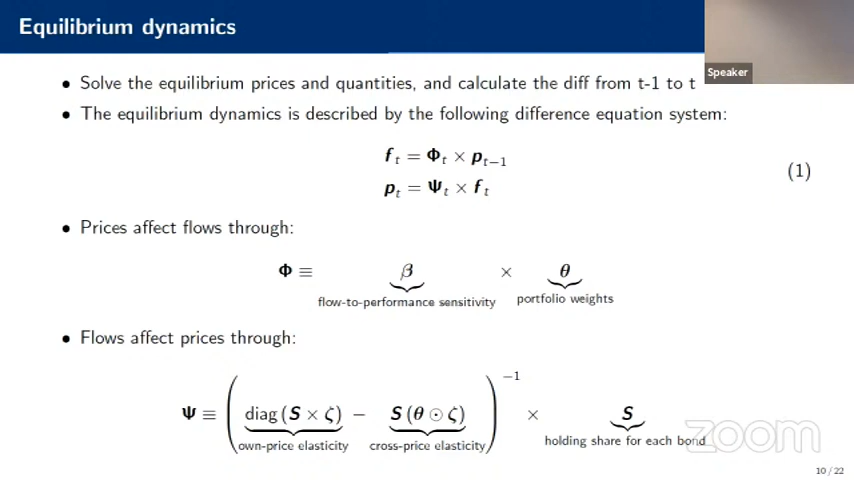 Equilibrium dynamics
Speaker
• Solve the equilibrium prices and quantities, and calculate the diff from t-1 to t
• The equilibrium dynamics is described by the following difference equation system:
f_t = Φ_t × p_{t−1}
p_t = Ψ_t × f_t
(1)
• Prices affect flows through:
Φ ≡ β × θ
flow-to-performance sensitivity portfolio weights
• Flows affect prices through:
Ψ ≡ (diag (S × ζ) − S (θ ⊙ ζ))^{−1} × S
own-price elasticity cross-price elasticity holding share for each bond
zoom
10 / 22